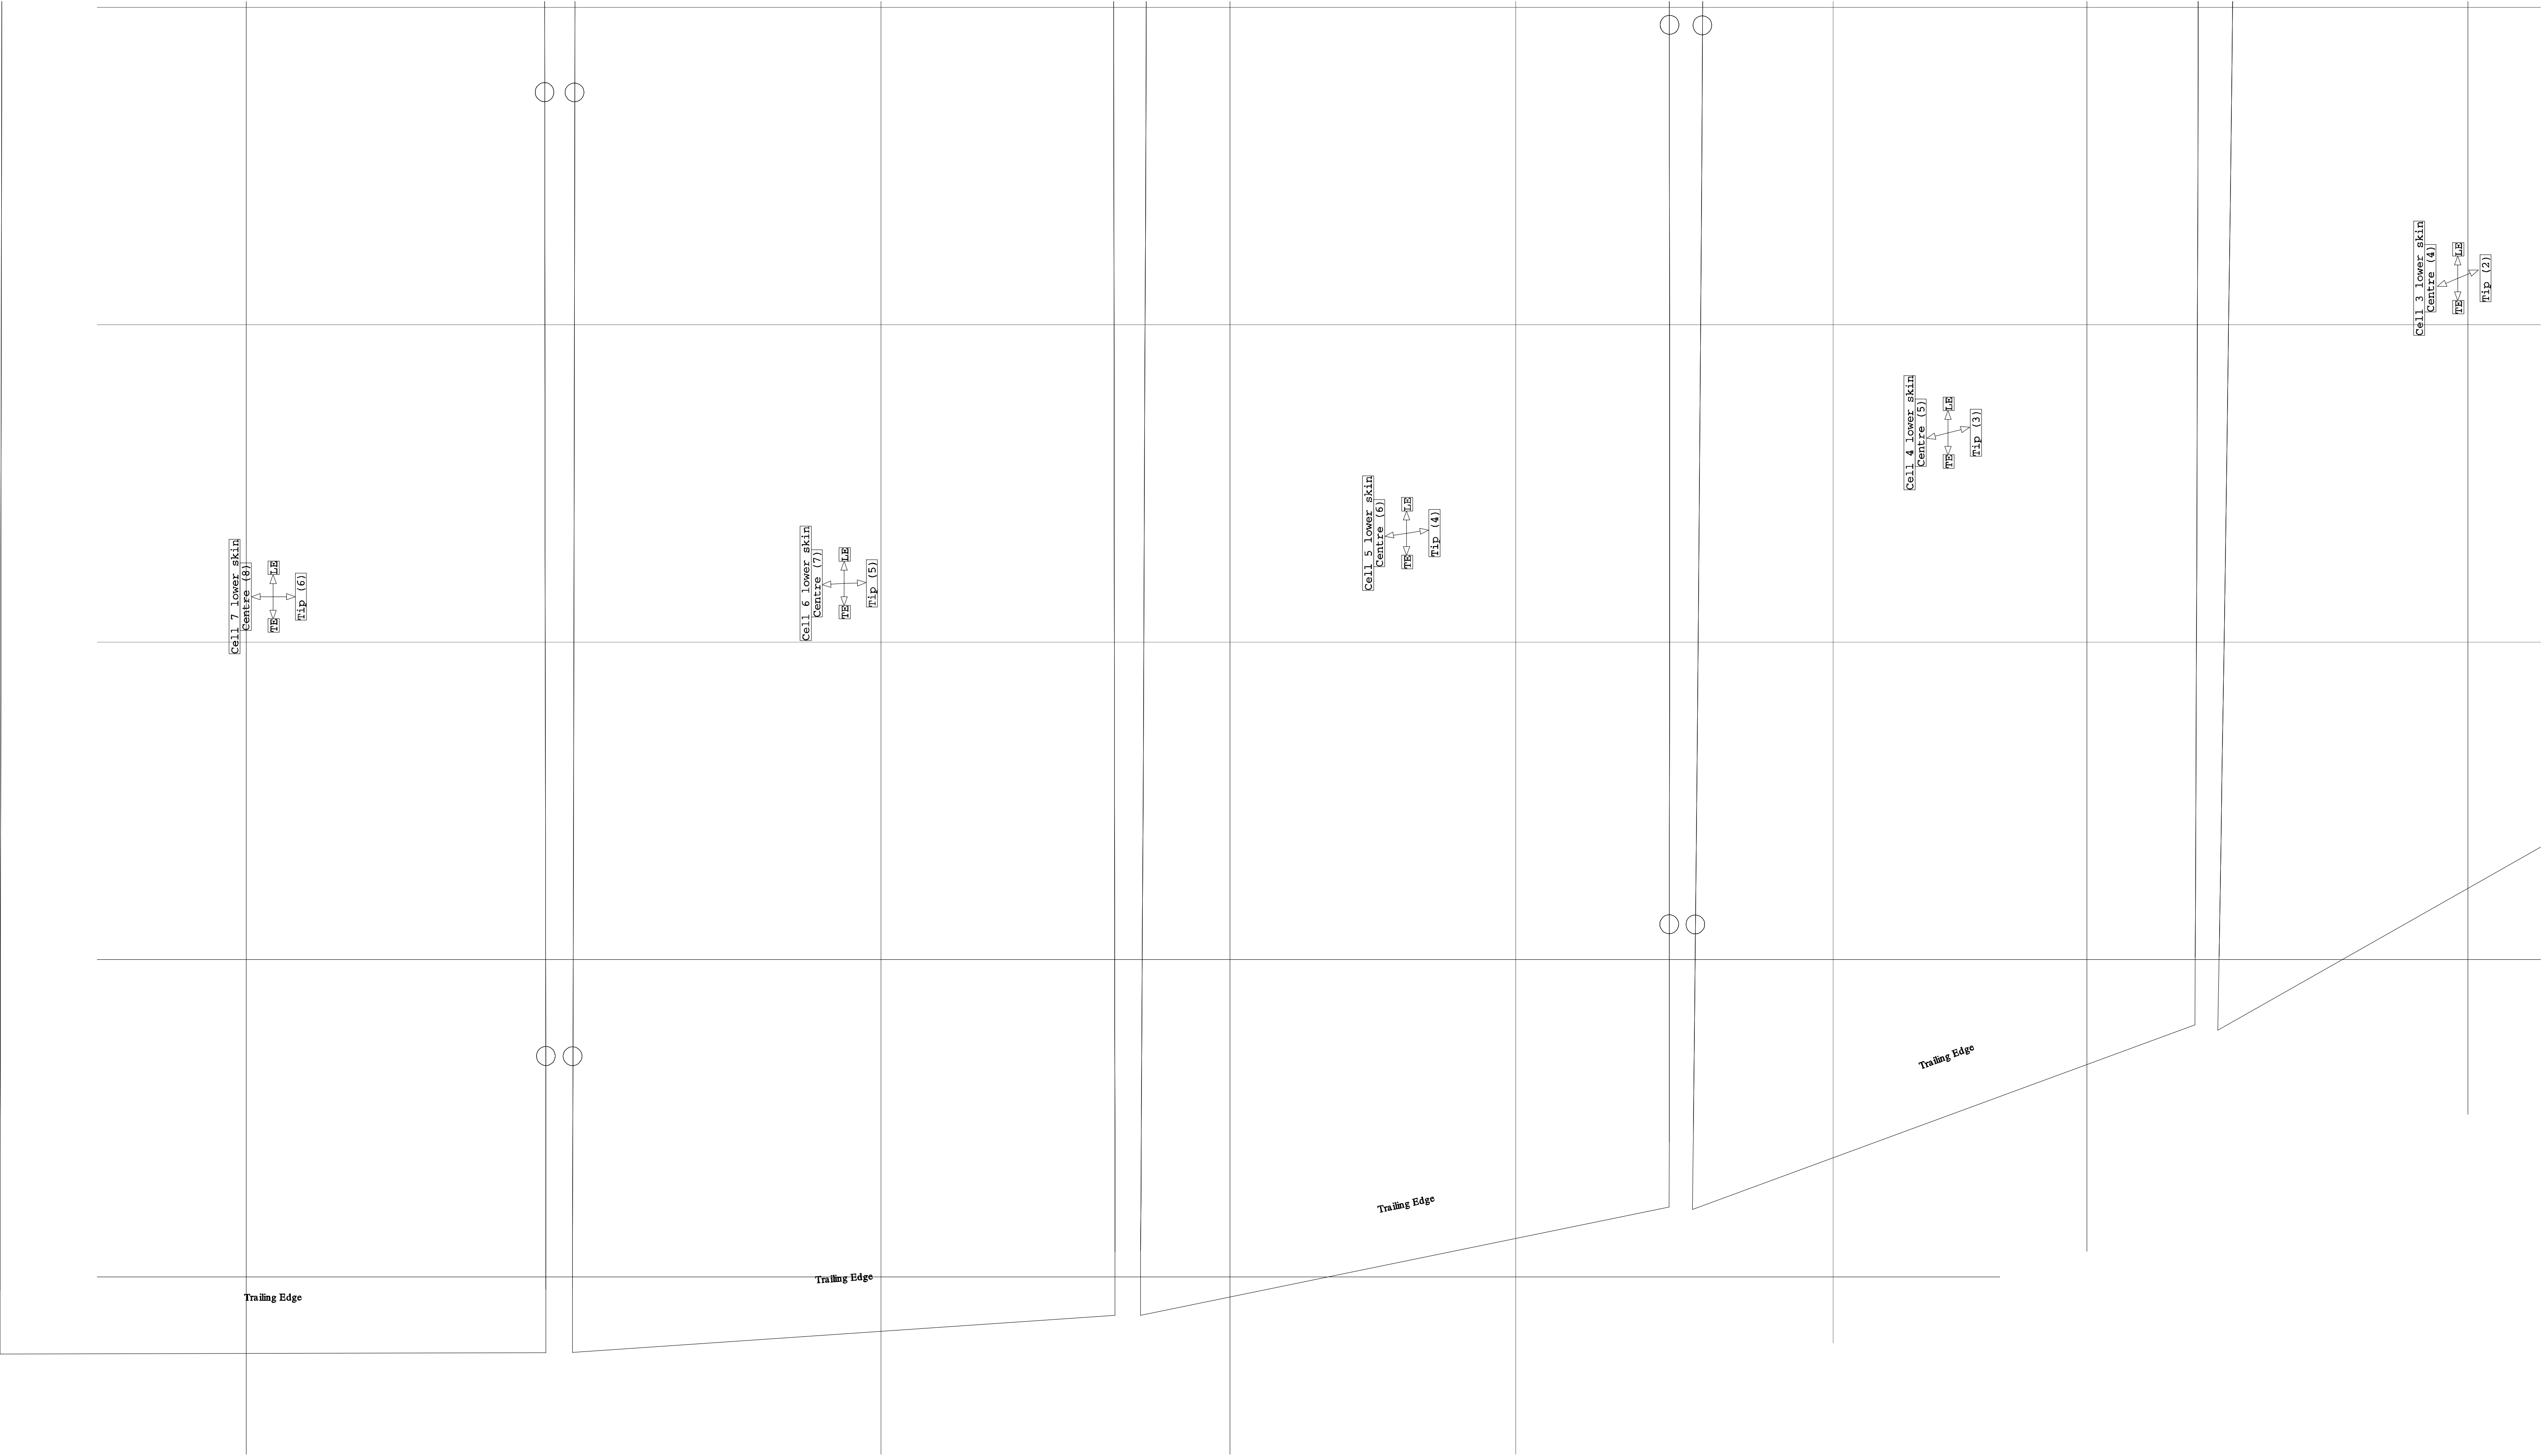 Cell 7 lower skin
Centre (8)
LE
TE
Tip (6)
Cell 6 lower skin
Centre (7)
LE
TE
Tip (5)
Cell 5 lower skin
Centre (6)
LE
TE
Tip (4)
Cell 4 lower skin
Centre (5)
LE
TE
Tip (3)
Cell 3 lower skin
Centre (4)
LE
TE
Tip (2)
Trailing Edge
Trailing Edge
Trailing Edge
Trailing Edge